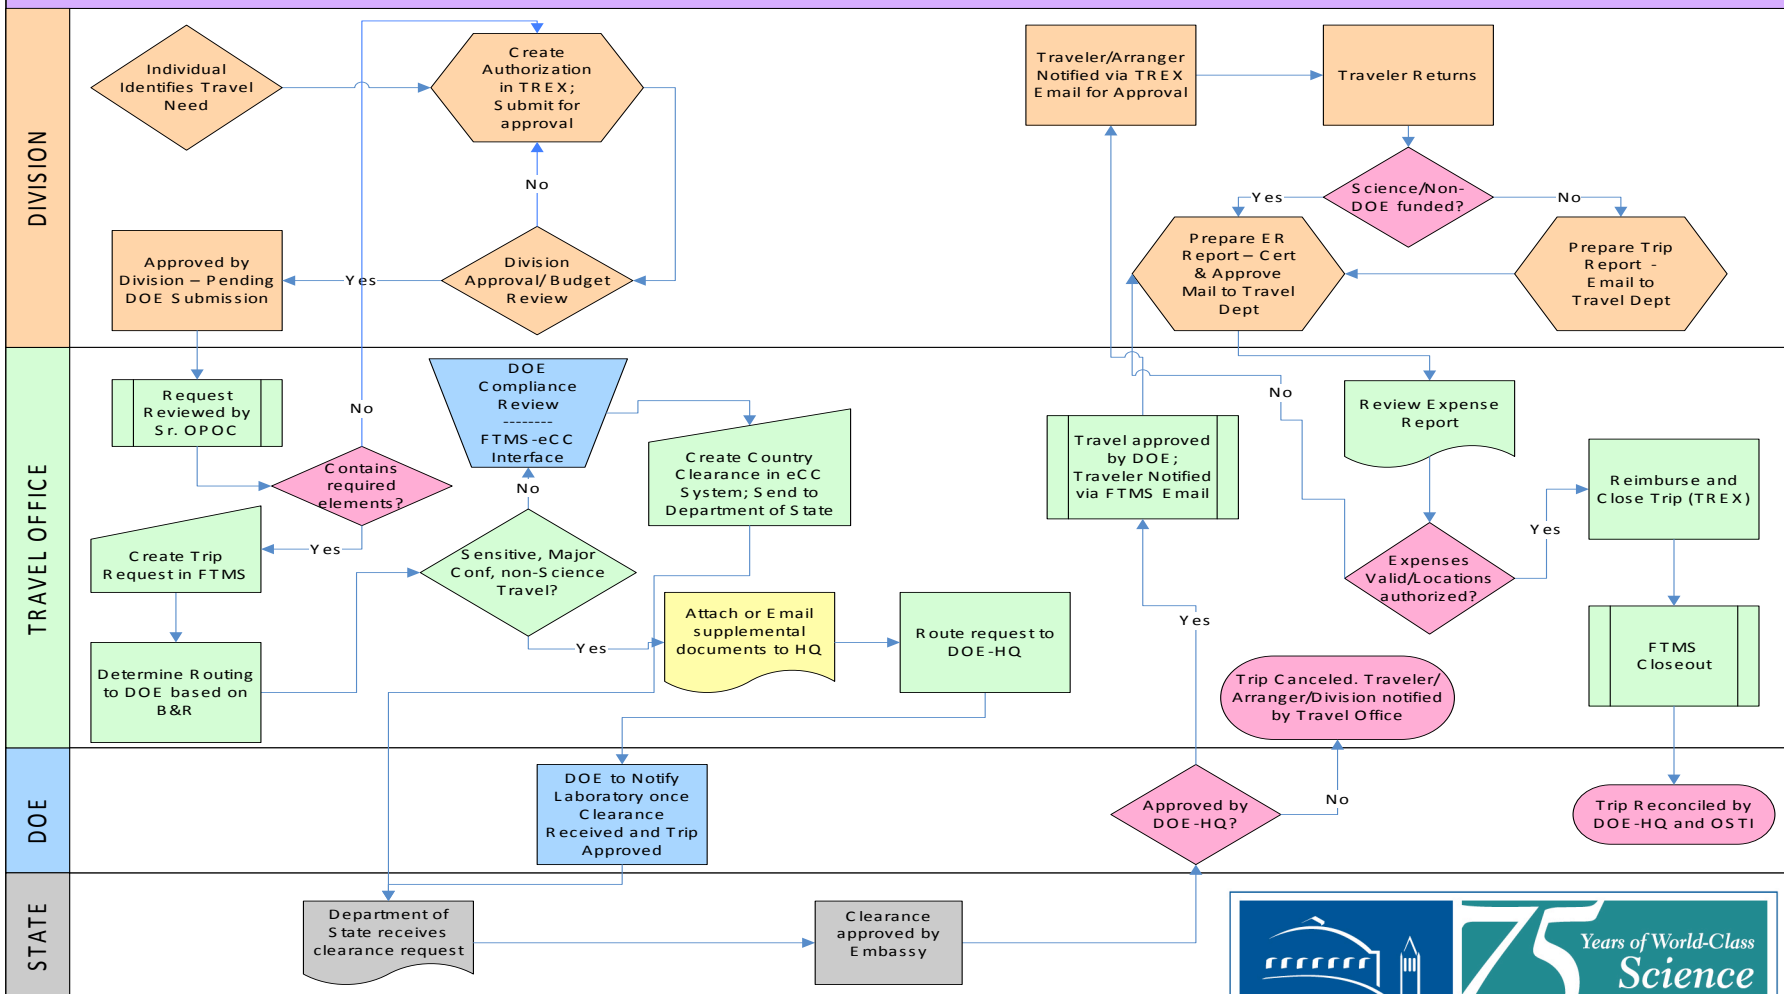 DIVISION
Individual
Identifies Travel
Need
Create
Authorization
in TREX;
Submit for
approval
No
Division
Approval/Budget
Review
Yes
Approved by
Division – Pending
DOE Submission
Traveler/Arranger
Notified via TREX
Email for Approval
Traveler Returns
Science/Non-
DOE funded?
Yes
No
Prepare ER
Report – Cert
& Approve
Mail to Travel
Dept
Prepare Trip
Report -
Email to
Travel Dept
TRAVEL OFFICE
Request
Reviewed by
Sr. OPOC
No
Contains
required
elements?
Yes
Create Trip
Request in FTMS
Determine Routing
to DOE based on
B&R
DOE
Compliance
Review
--------
FTMS-eCC
Interface
No
Sensitive, Major
Conf, non-Science
Travel?
Yes
Create Country
Clearance in eCC
System; Send to
Department of State
Attach or Email
supplemental
documents to HQ
Route request to
DOE-HQ
Travel approved
by DOE;
Traveler Notified
via FTMS Email
Yes
No
Review Expense
Report
Expenses
Valid/Locations
authorized?
Yes
Reimburse and
Close Trip (TREX)
FTMS
Closeout
Trip Canceled. Traveler/
Arranger/Division notified
by Travel Office
DOE
DOE to Notify
Laboratory once
Clearance
Received and Trip
Approved
Approved by
DOE-HQ?
No
Trip Reconciled by
DOE-HQ and OSTI
STATE
Department of
State receives
clearance request
Clearance
approved by
Embassy
75
Years of World-Class
Science